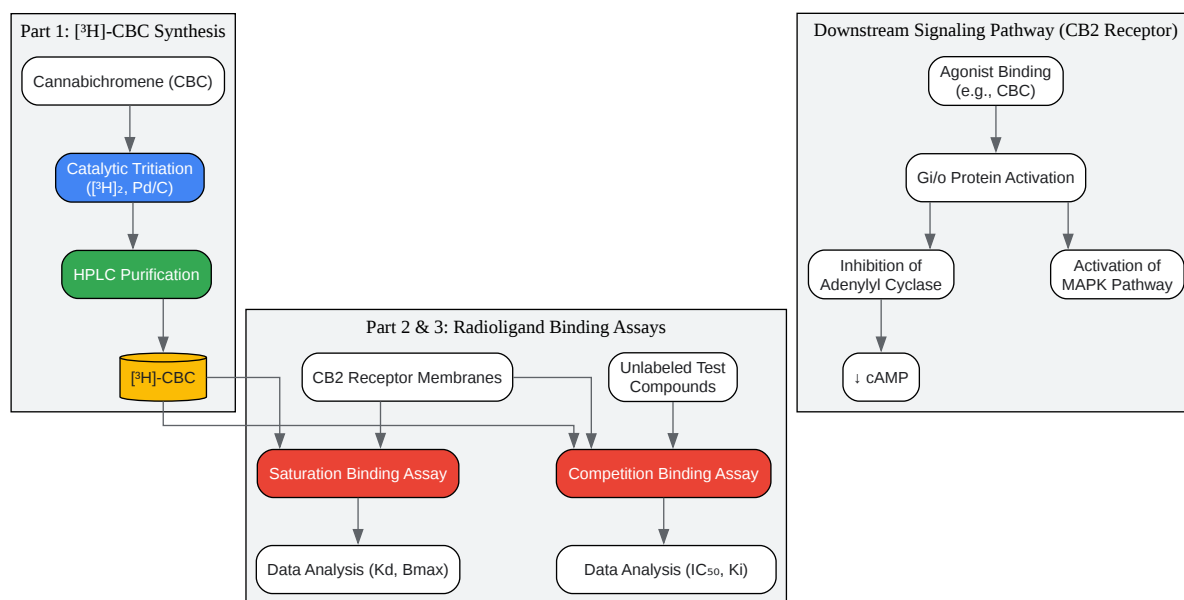 Part 1: [³H]-CBC Synthesis
Cannabichromene (CBC)
Catalytic Tritiation
([³H]₂, Pd/C)
HPLC Purification
[³H]-CBC
Part 2 & 3: Radioligand Binding Assays
CB2 Receptor Membranes
Unlabeled Test
Compounds
Saturation Binding Assay
Competition Binding Assay
Data Analysis (Kd, Bmax)
Data Analysis (IC₅₀, Ki)
Downstream Signaling Pathway (CB2 Receptor)
Agonist Binding
(e.g., CBC)
Gi/o Protein Activation
Inhibition of
Adenylyl Cyclase
Activation of
MAPK Pathway
↓ cAMP